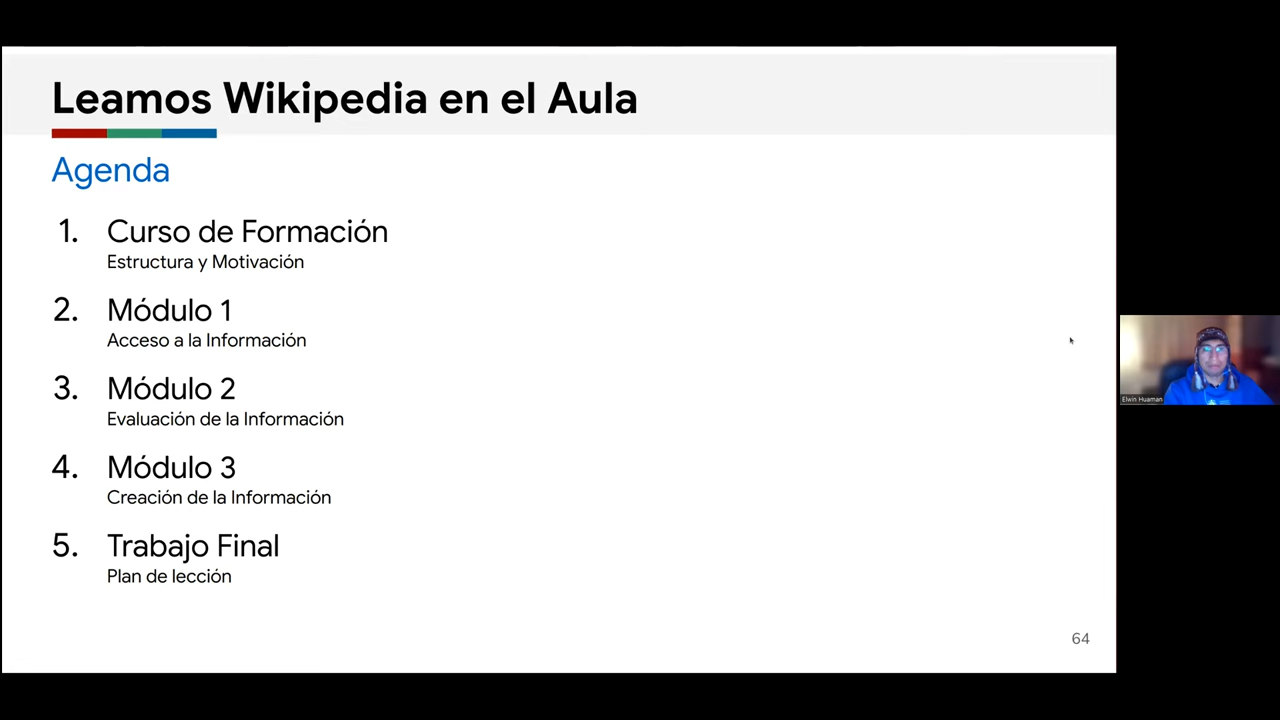 Leamos Wikipedia en el Aula
Agenda
1. Curso de Formación
Estructura y Motivación
2. Módulo 1
Acceso a la Información
3. Módulo 2
Evaluación de la Información
4. Módulo 3
Creación de la Información
5. Trabajo Final
Plan de lección
64
Elwin Huaman